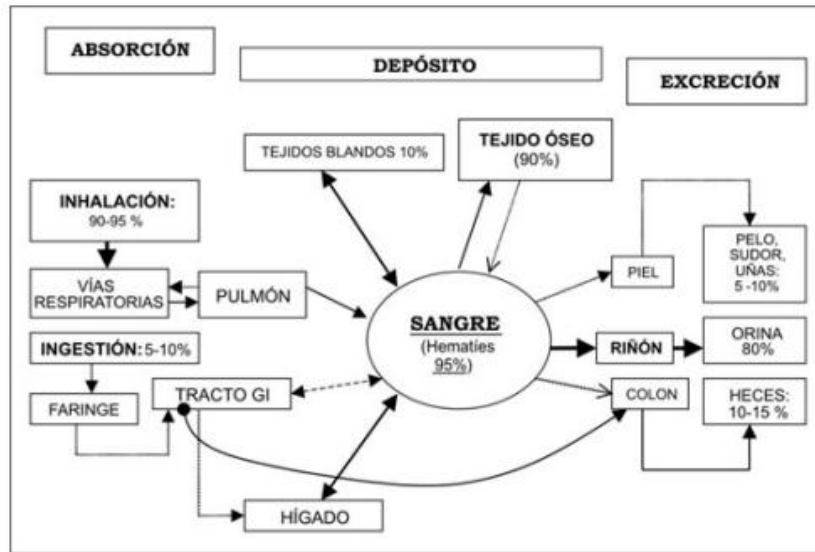 ABSORCIÓN
DEPÓSITO
EXCRECIÓN
TEJIDOS BLANDOS 10%
TEJIDO ÓSEO
(90%)
INHALACIÓN:
90-95 %
VÍAS
RESPIRATORIAS
PULMÓN
INGESTIÓN: 5-10%
FARINGE
TRACTO GI
HÍGADO
SANGRE
(Hematíes
95%)
PIEL
PELO,
SUDOR,
UÑAS:
5 -10%
RIÑÓN
ORINA
80%
COLON
HECES:
10-15 %